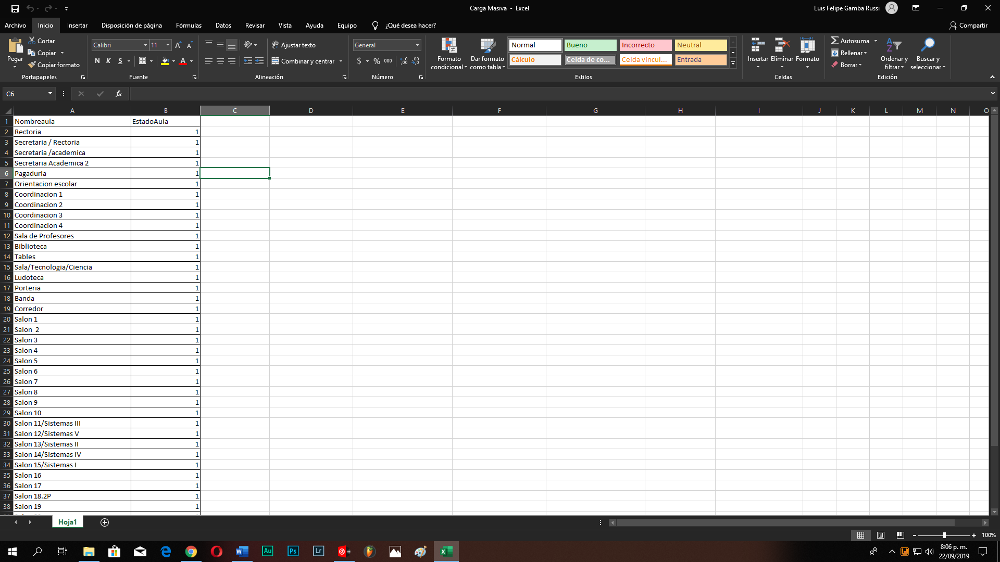 Carga Masiva - Excel
Luis Felipe Gamba Russi
Archivo Inicio Insertar Disposición de página Fórmulas Datos Revisar Vista Ayuda Equipo ¿Qué desea hacer? Compartir
Pegar
Cortar
Copiar
Copiar formato
Portapapeles
Calibri 11
N K S
Fuente
Ajustar texto
Combinar y centrar
Alineación
General
$ % 000
Número
Formato condicional
Dar formato como tabla
Normal Bueno Incorrecto Neutral
Cálculo Celda de co... Celda vincul... Entrada
Estilos
Insertar Eliminar Formato
Celdas
Autosuma
Rellenar
Borrar
Ordenar y filtrar
Buscar y seleccionar
Edición
C6
fx
A B C D E F G H I J K L M N O
1 Nombreaula EstadoAula
2 Rectoria 1
3 Secretaria / Rectoria 1
4 Secretaria /academica 1
5 Secretaria Academica 2 1
6 Pagaduria 1
7 Orientacion escolar 1
8 Coordinacion 1 1
9 Coordinacion 2 1
10 Coordinacion 3 1
11 Coordinacion 4 1
12 Sala de Profesores 1
13 Biblioteca 1
14 Tables 1
15 Sala/Tecnologia/Ciencia 1
16 Ludoteca 1
17 Porteria 1
18 Banda 1
19 Corredor 1
20 Salon 1 1
21 Salon  2 1
22 Salon 3 1
23 Salon 4 1
24 Salon 5 1
25 Salon 6 1
26 Salon 7 1
27 Salon 8 1
28 Salon 9 1
29 Salon 10 1
30 Salon 11/Sistemas III 1
31 Salon 12/Sistemas V 1
32 Salon 13/Sistemas II 1
33 Salon 14/Sistemas IV 1
34 Salon 15/Sistemas I 1
35 Salon 16 1
36 Salon 17 1
37 Salon 18.2P 1
38 Salon 19 1
Hoja1
100%
Au Ps Lr
8:06 p. m.
22/09/2019